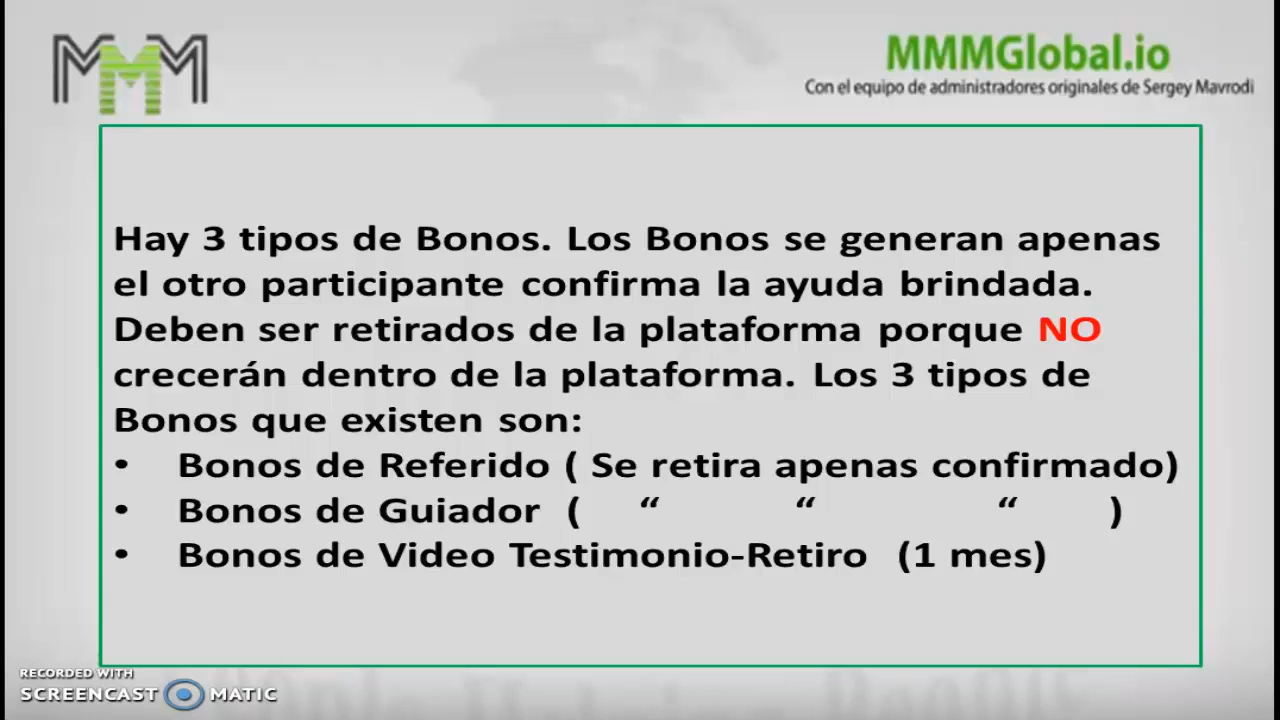 MMM
MMMGlobal.io
Con el equipo de administradores originales de Sergey Mavrodi
Hay 3 tipos de Bonos. Los Bonos se generan apenas
el otro participante confirma la ayuda brindada.
Deben ser retirados de la plataforma porque NO
crecerán dentro de la plataforma. Los 3 tipos de
Bonos que existen son:
• Bonos de Referido ( Se retira apenas confirmado)
• Bonos de Guiador ( “ “ “ )
• Bonos de Video Testimonio-Retiro (1 mes)
RECORDED WITH
SCREENCAST MATIC